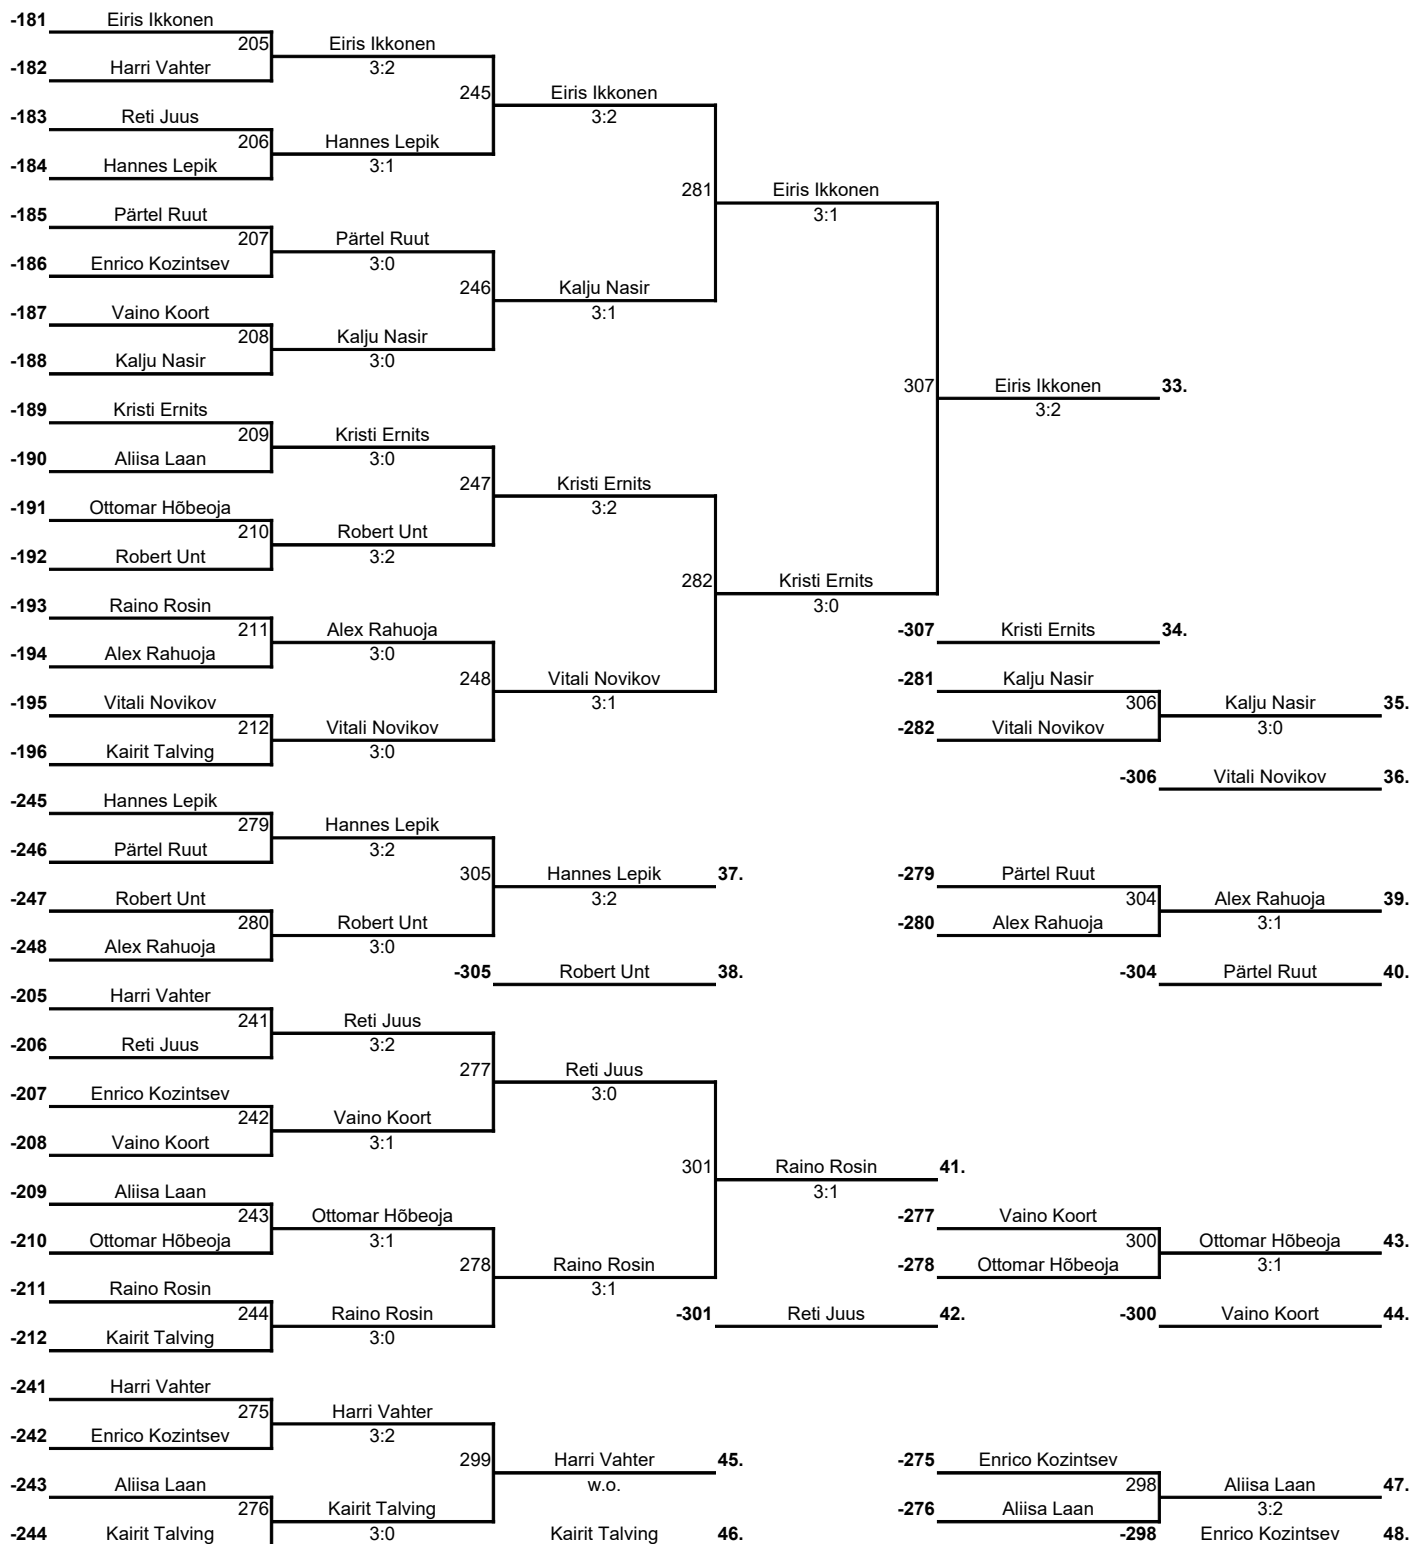 -181 Eiris Ikkonen
205 Eiris Ikkonen
-182 Harri Vahter 3:2
245 Eiris Ikkonen
-183 Reti Juus 3:2
206 Hannes Lepik
-184 Hannes Lepik 3:1
281 Eiris Ikkonen
-185 Pärtel Ruut 3:1
207 Pärtel Ruut
-186 Enrico Kozintsev 3:0
246 Kalju Nasir
-187 Vaino Koort 3:1
208 Kalju Nasir
-188 Kalju Nasir 3:0
307 Eiris Ikkonen 33.
-189 Kristi Ernits 3:2
209 Kristi Ernits
-190 Aliisa Laan 3:0
247 Kristi Ernits
-191 Ottomar Hõbeoja 3:2
210 Robert Unt
-192 Robert Unt 3:2
282 Kristi Ernits
-193 Raino Rosin 3:0
211 Alex Rahuoja -307 Kristi Ernits 34.
-194 Alex Rahuoja 3:0
248 Vitali Novikov -281 Kalju Nasir
-195 Vitali Novikov 3:1 306 Kalju Nasir 35.
212 Vitali Novikov -282 Vitali Novikov 3:0
-196 Kairit Talving 3:0
-306 Vitali Novikov 36.
-245 Hannes Lepik
279 Hannes Lepik
-246 Pärtel Ruut 3:2
305 Hannes Lepik 37. -279 Pärtel Ruut
-247 Robert Unt 3:2 304 Alex Rahuoja 39.
280 Robert Unt -280 Alex Rahuoja 3:1
-248 Alex Rahuoja 3:0
-305 Robert Unt 38. -304 Pärtel Ruut 40.
-205 Harri Vahter
241 Reti Juus
-206 Reti Juus 3:2
277 Reti Juus
-207 Enrico Kozintsev 3:0
242 Vaino Koort
-208 Vaino Koort 3:1
301 Raino Rosin 41.
-209 Aliisa Laan 3:1
243 Ottomar Hõbeoja -277 Vaino Koort
-210 Ottomar Hõbeoja 3:1 300 Ottomar Hõbeoja 43.
278 Raino Rosin -278 Ottomar Hõbeoja 3:1
-211 Raino Rosin 3:1
244 Raino Rosin -301 Reti Juus 42. -300 Vaino Koort 44.
-212 Kairit Talving 3:0
-241 Harri Vahter
275 Harri Vahter
-242 Enrico Kozintsev 3:2
299 Harri Vahter 45. -275 Enrico Kozintsev
-243 Aliisa Laan w.o. 298 Aliisa Laan 47.
276 Kairit Talving -276 Aliisa Laan 3:2
-244 Kairit Talving 3:0 Kairit Talving 46. -298 Enrico Kozintsev 48.